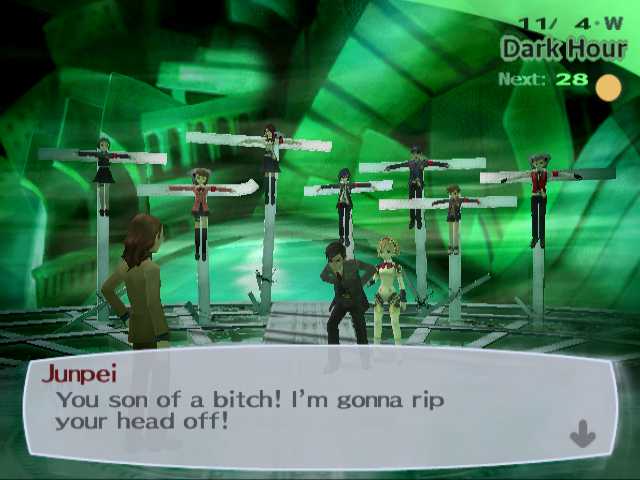 11/ 4・W
Dark Hour
Next: 28
Junpei
You son of a bitch! I'm gonna rip
your head off!